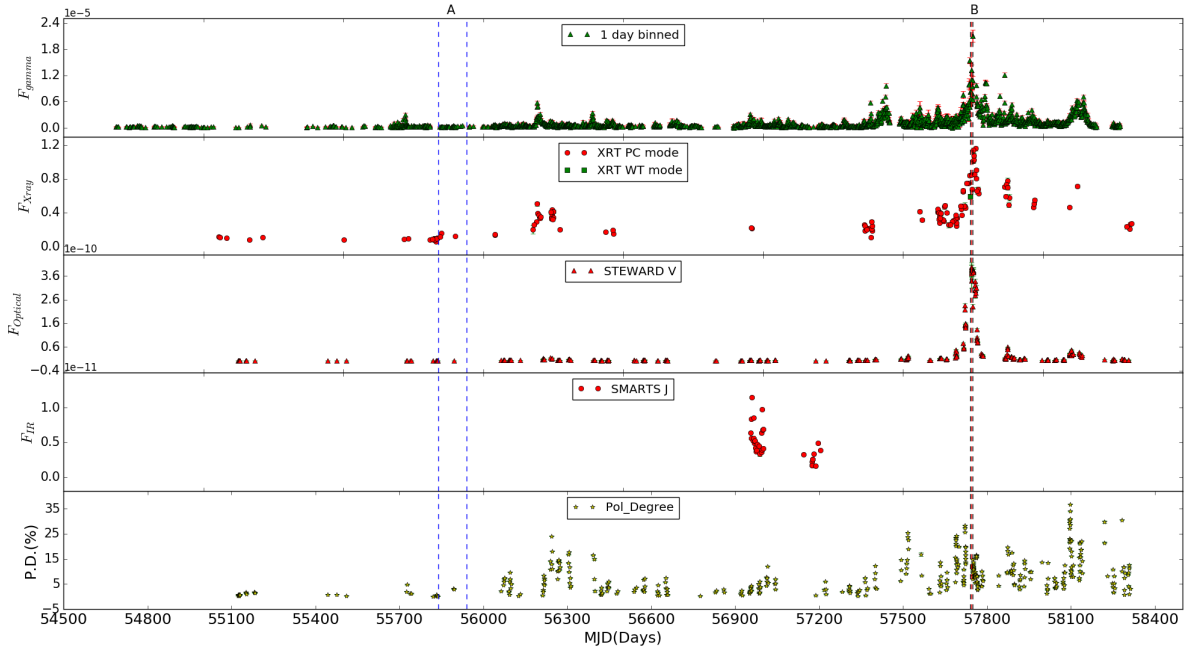 A B
1e-5
2.4
1.8
1.2
0.6
0.0
F_gamma
1 day binned
1.2
0.8
0.4
0.0
F_Xray
XRT PC mode
XRT WT mode
1e-10
3.6
2.6
1.6
0.6
−0.4
F_Optical
STEWARD V
1e-11
1.0
0.5
0.0
F_IR
SMARTS J
35
25
15
5
−5
P.D.(%)
Pol_Degree
54500 54800 55100 55400 55700 56000 56300 56600 56900 57200 57500 57800 58100 58400
MJD(Days)